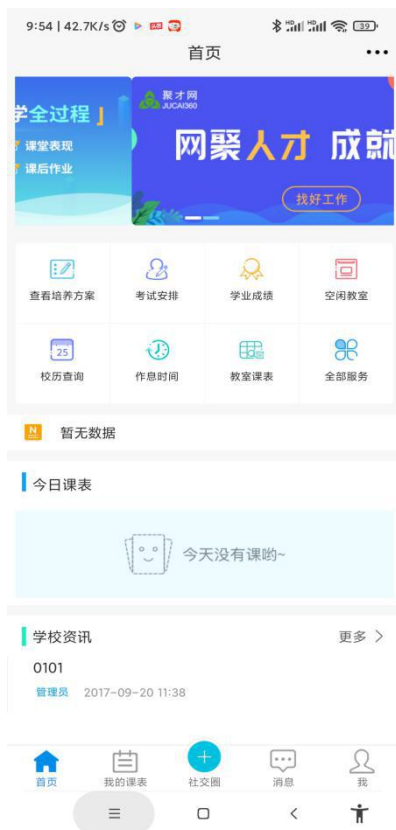 9:54 | 42.7K/s
39
首页
学全过程」
课堂表现
课后作业
聚才网
JUCAI360
网聚人才 成就
找好工作
查看培养方案
考试安排
学业成绩
空闲教室
25
校历查询
作息时间
教室课表
全部服务
N
暂无数据
今日课表
今天没有课哟~
学校资讯
更多 >
0101
管理员 2017-09-20 11:38
首页
我的课表
社交圈
消息
我